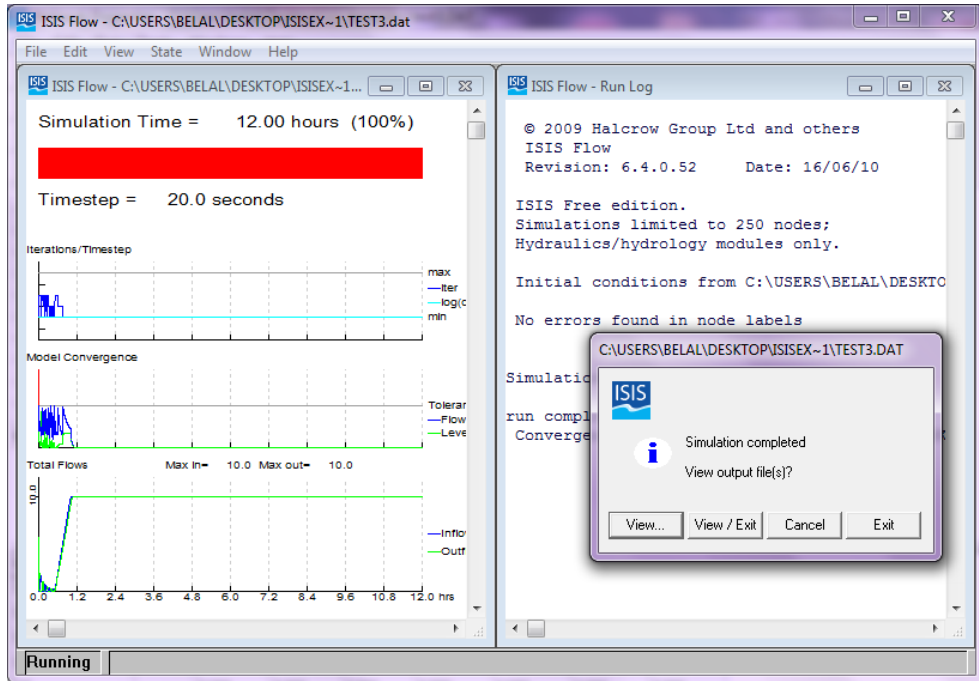 ISIS Flow - C:\USERS\BELAL\DESKTOP\ISISEX~1\TEST3.dat
File Edit View State Window Help
ISIS Flow - C:\USERS\BELAL\DESKTOP\ISISEX~1...
Simulation Time = 12.00 hours (100%)
Timestep = 20.0 seconds
Iterations/Timestep
max
Iter
log(
min
Model Convergence
Toleran
Flow
Leve
Total Flows Max in= 10.0 Max out= 10.0
10.0
Inflo
Outf
0.0 1.2 2.4 3.6 4.8 6.0 7.2 8.4 9.6 10.8 12.0 hrs
ISIS Flow - Run Log
© 2009 Halcrow Group Ltd and others
ISIS Flow
Revision: 6.4.0.52 Date: 16/06/10
ISIS Free edition.
Simulations limited to 250 nodes;
Hydraulics/hydrology modules only.
Initial conditions from C:\USERS\BELAL\DESKTO
No errors found in node labels
Simulatio
run compl
Converge
C:\USERS\BELAL\DESKTOP\ISISEX~1\TEST3.DAT
ISIS
Simulation completed
View output file(s)?
View... View / Exit Cancel Exit
Running